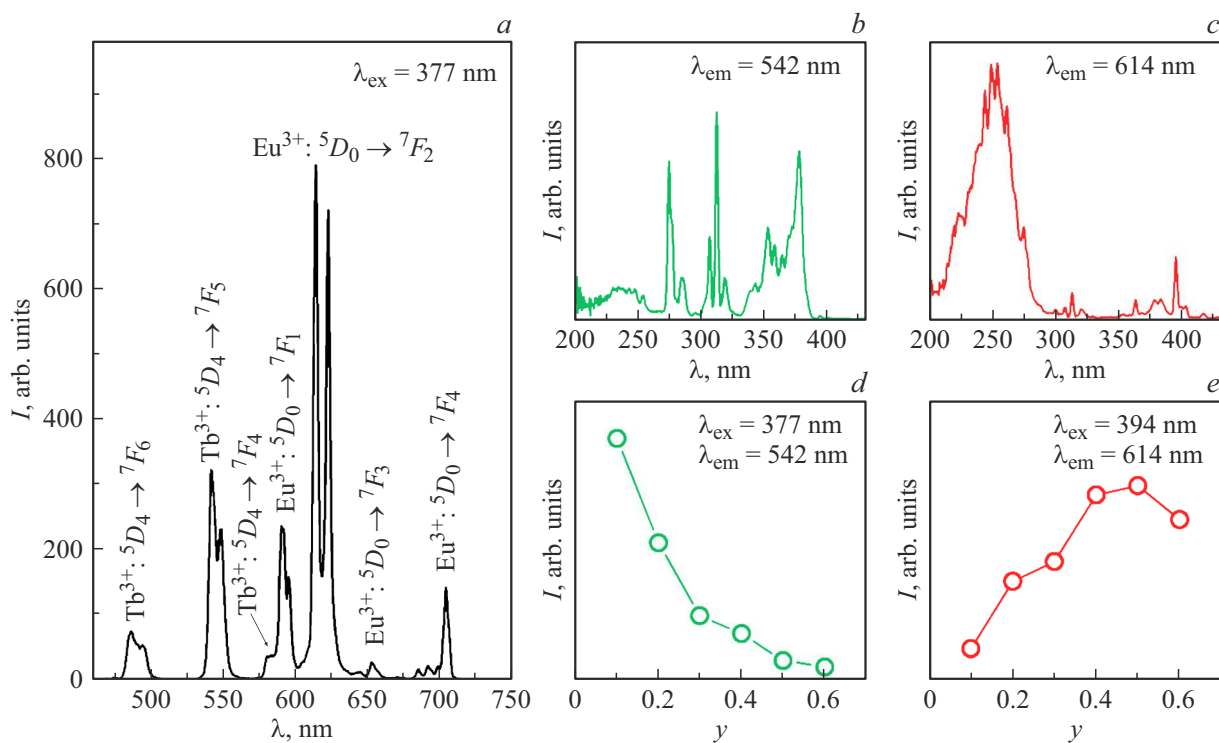 a
λex = 377 nm
Eu³⁺: ⁵D₀ → ⁷F₂
Tb³⁺: ⁵D₄ → ⁷F₆
Tb³⁺: ⁵D₄ → ⁷F₅
Tb³⁺: ⁵D₄ → ⁷F₄
Eu³⁺: ⁵D₀ → ⁷F₁
Eu³⁺: ⁵D₀ → ⁷F₃
Eu³⁺: ⁵D₀ → ⁷F₄
I, arb. units
800
600
400
200
0
500 550 600 650 700 750
λ, nm
b
λem = 542 nm
I, arb. units
200 250 300 350 400
λ, nm
c
λem = 614 nm
I, arb. units
200 250 300 350 400
λ, nm
d
λex = 377 nm
λem = 542 nm
I, arb. units
0 0.2 0.4 0.6
y
e
λex = 394 nm
λem = 614 nm
I, arb. units
0 0.2 0.4 0.6
y